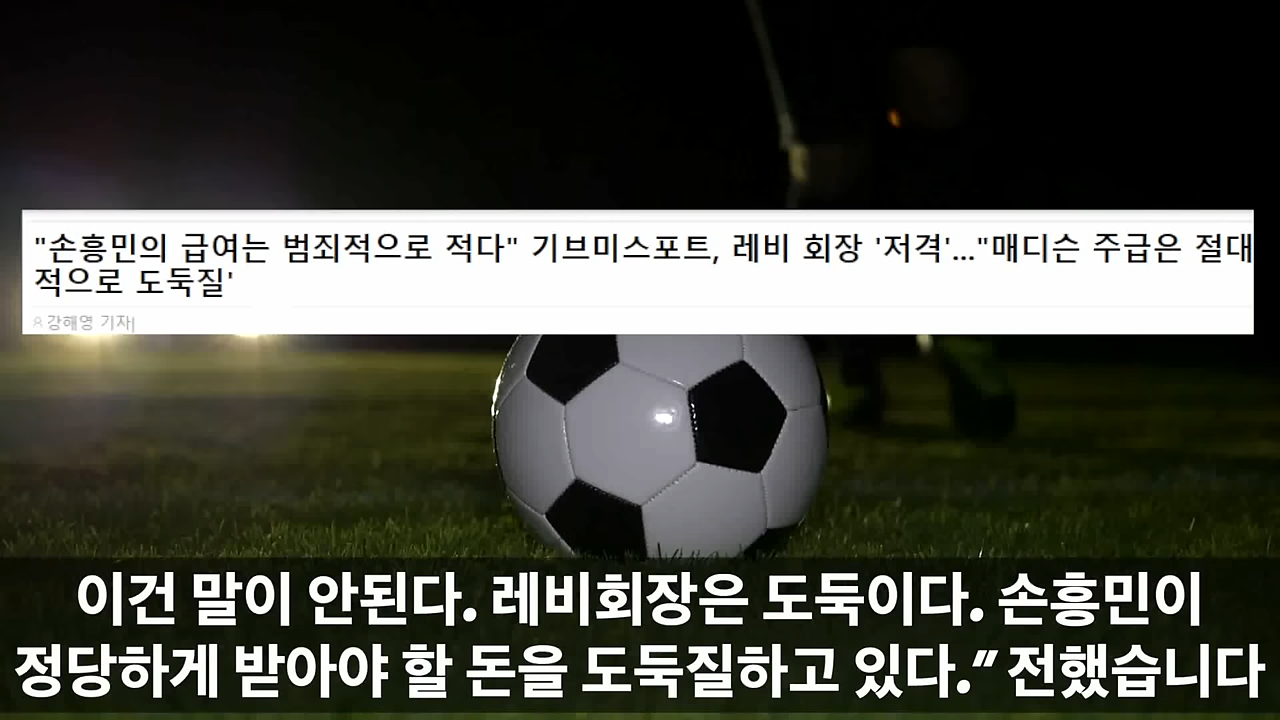 "손흥민의 급여는 범죄적으로 적다" 기브미스포트, 레비 회장 '저격'..."매디슨 주급은 절대
적으로 도둑질'
강해영 기자|
이건 말이 안된다. 레비회장은 도둑이다. 손흥민이
정당하게 받아야 할 돈을 도둑질하고 있다.” 전했습니다